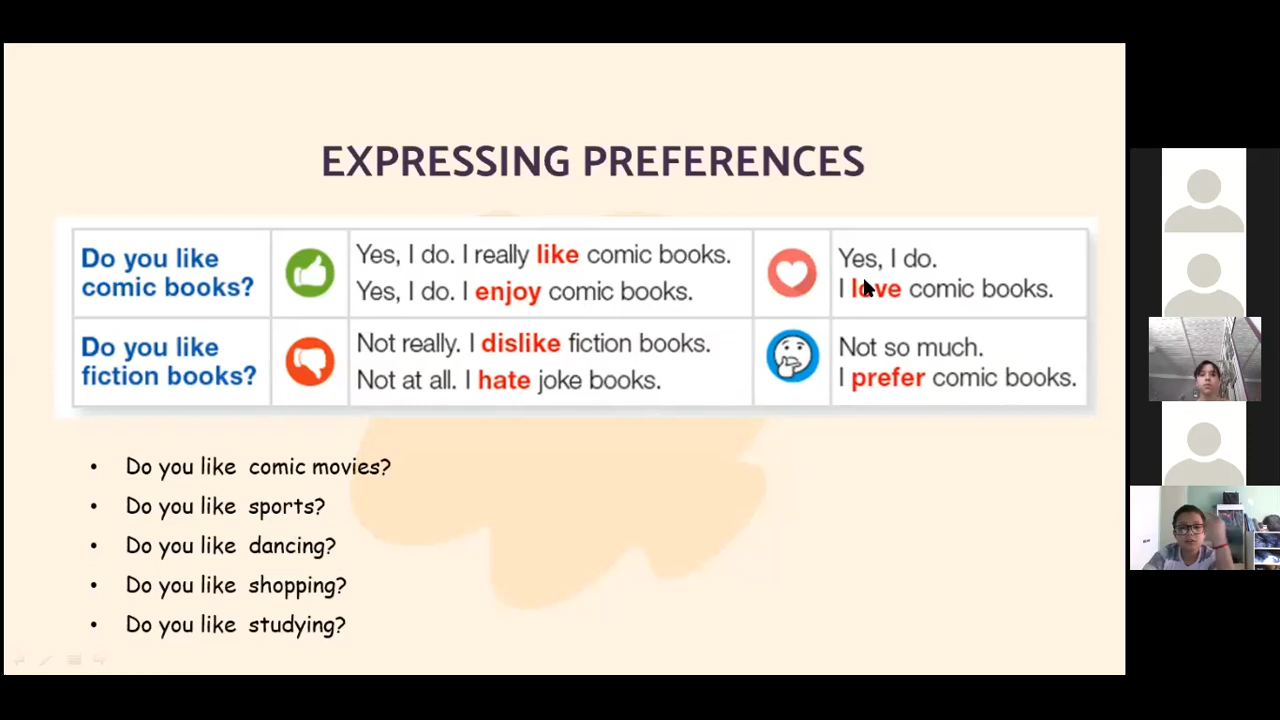 EXPRESSING PREFERENCES
Do you like
comic books?
Yes, I do. I really like comic books.
Yes, I do. I enjoy comic books.
Yes, I do.
I love comic books.
Do you like
fiction books?
Not really. I dislike fiction books.
Not at all. I hate joke books.
Not so much.
I prefer comic books.
• Do you like comic movies?
• Do you like sports?
• Do you like dancing?
• Do you like shopping?
• Do you like studying?